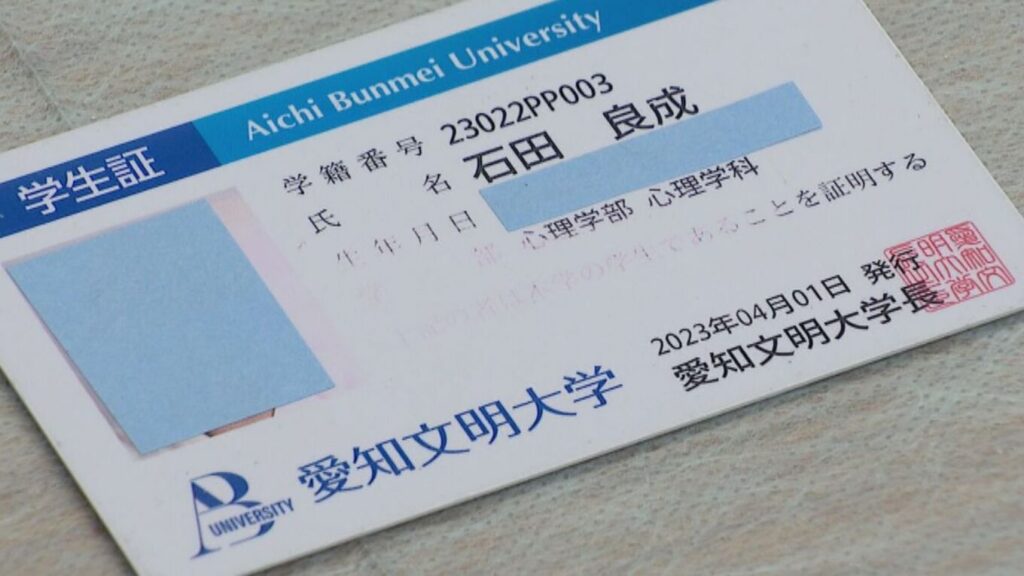 Aichi Bunmei University
学生証
学籍番号 23022PP003
氏名 石田 良成
生年月日
学部 心理学部 心理学科
上記の者は本学の学生であることを証明する
2023年04月01日 発行
愛知文明大学長
愛知文明大学
AB UNIVERSITY